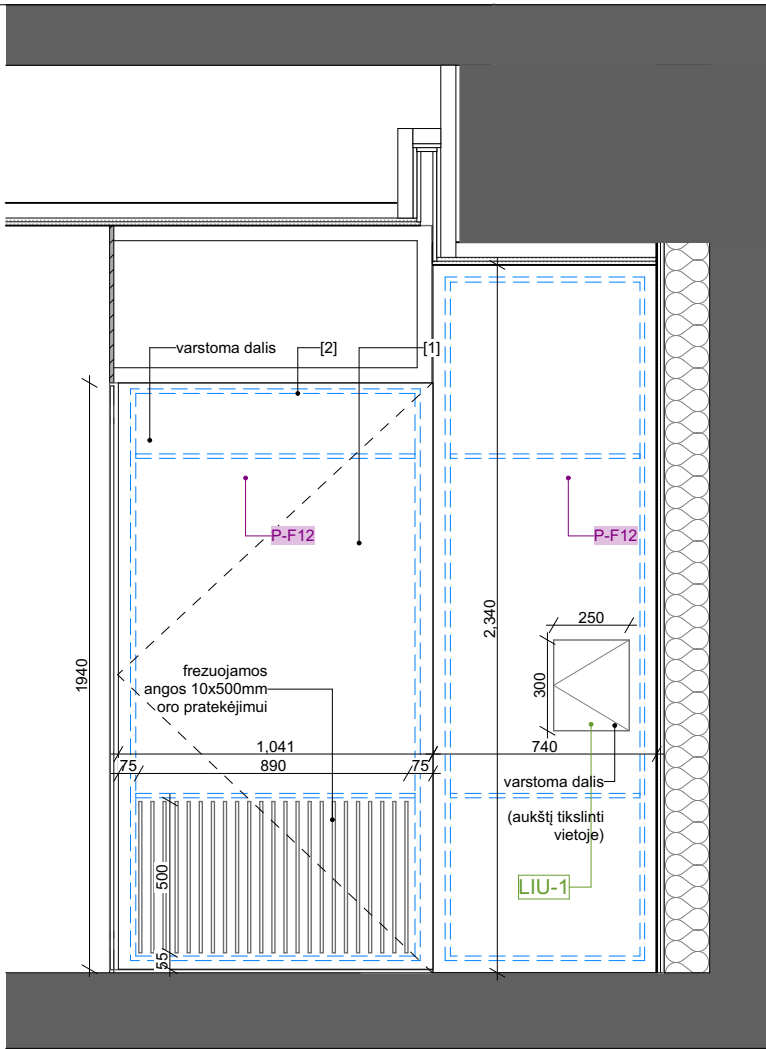 varstoma dalis
[2]
[1]
P-F12
P-F12
2,340
250
300
1940
frezuojamos
angos 10x500mm
oro pratekėjimui
1,041
740
75
890
75
varstoma dalis
(aukštį tikslinti
vietoje)
500
LIU-1
55